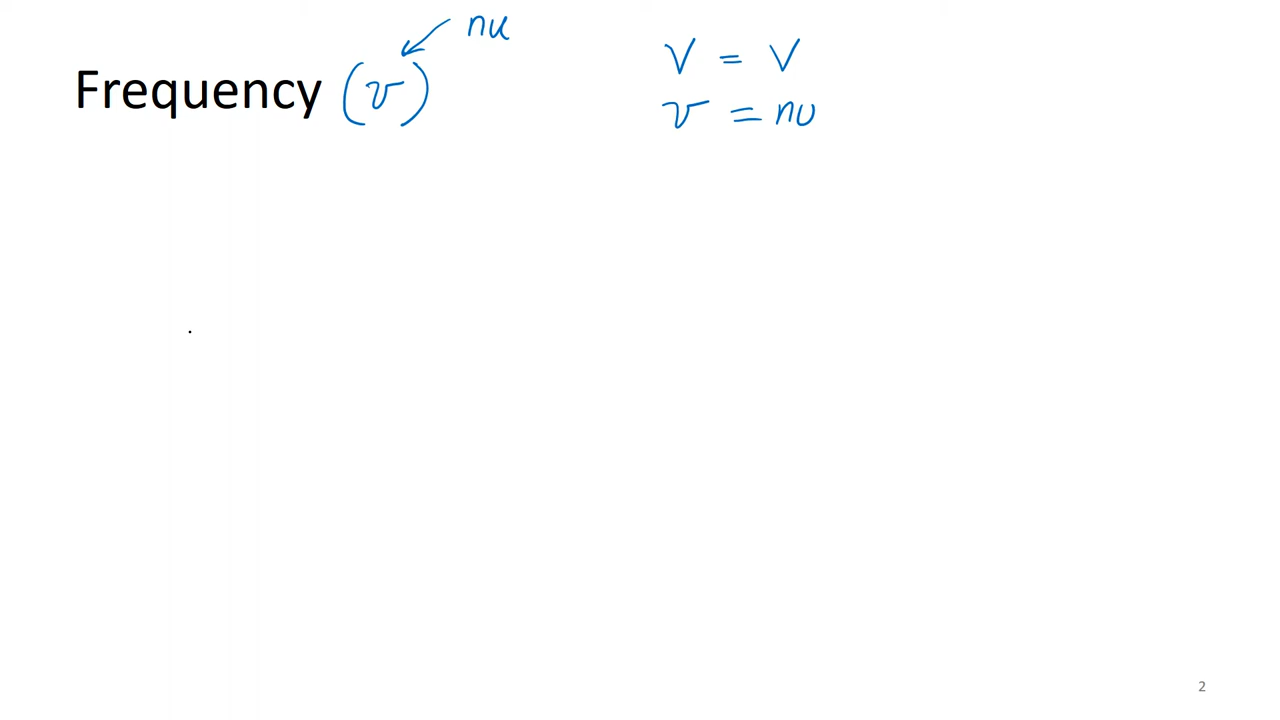 nu
Frequency (ν)
V = V
ν = nu
2